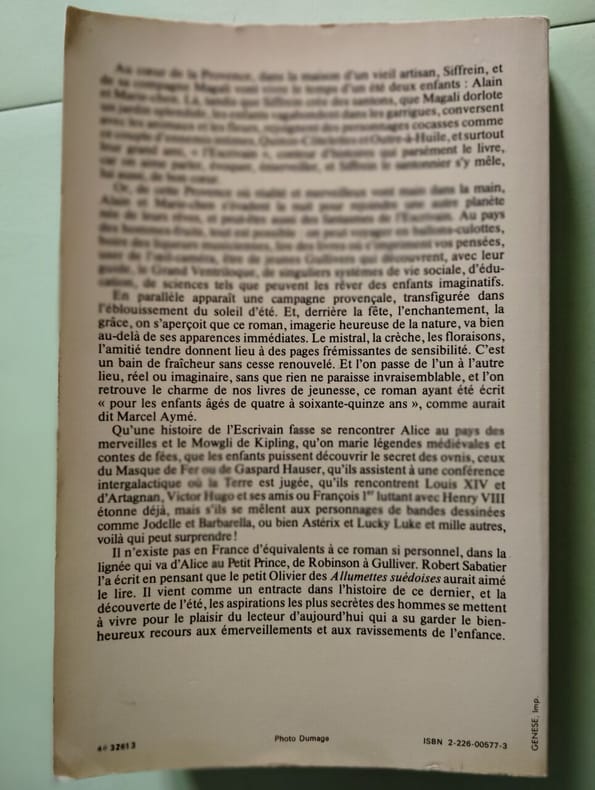 Au cœur de la Provence, dans la maison d'un vieil artisan, Siffrein, et
de sa compagne Magali vont vivre le temps d'un été deux enfants : Alain
et Marie-chen. Là, tandis que Siffrein crée des santons, que Magali dorlote
un jardin les enfants vagabondent dans les garrigues, conversent
avec les et les fleurs, rejoignent des personnages cocasses comme
et Outre-à-Huile, et surtout
leur grand ami, « l'Escrivain », conteur d'histoires qui parsèment le livre,
car on aime parler, et Siffrein le santonnier s'y mêle,
lui aussi, de bon cœur.
Or, de cette Provence où réalité et merveilleux vont main dans la main,
Alain et Marie-chen s'évadent la nuit pour rejoindre une autre planète
née de leurs rêves, et peut-être aussi des fantasmes de l'Escrivain. Au pays
des hommes-fruits, tout est possible : on peut voyager en ballons-culottes,
lire des livres où s'impriment vos pensées,
user de l'œil-caméra, être de jeunes Gullivers qui découvrent, avec leur
guide, le Grand Ventriloque, de singuliers systèmes de vie sociale, d'édu-
cation, de sciences tels que peuvent les rêver des enfants imaginatifs.
En parallèle apparaît une campagne provençale, transfigurée dans
l'éblouissement du soleil d'été. Et, derrière la fête, l'enchantement, la
grâce, on s'aperçoit que ce roman, imagerie heureuse de la nature, va bien
au-delà de ses apparences immédiates. Le mistral, la crèche, les floraisons,
l'amitié tendre donnent lieu à des pages frémissantes de sensibilité. C'est
un bain de fraîcheur sans cesse renouvelé. Et l'on passe de l'un à l'autre
lieu, réel ou imaginaire, sans que rien ne paraisse invraisemblable, et l'on
retrouve le charme de nos livres de jeunesse, ce roman ayant été écrit
« pour les enfants âgés de quatre à soixante-quinze ans », comme aurait
dit Marcel Aymé.
Qu'une histoire de l'Escrivain fasse se rencontrer Alice au pays des
merveilles et le Mowgli de Kipling, qu'on marie légendes médiévales et
contes de fées, que les enfants puissent découvrir le secret des ovnis, ceux
du Masque de Fer ou de Gaspard Hauser, qu'ils assistent à une conférence
intergalactique où la Terre est jugée, qu'ils rencontrent Louis XIV et
d'Artagnan, Victor Hugo et ses amis ou François Iᵉʳ luttant avec Henry VIII
étonne déjà, mais s'ils se mêlent aux personnages de bandes dessinées
comme Jodelle et Barbarella, ou bien Astérix et Lucky Luke et mille autres,
voilà qui peut surprendre !
Il n'existe pas en France d'équivalents à ce roman si personnel, dans la
lignée qui va d'Alice au Petit Prince, de Robinson à Gulliver. Robert Sabatier
l'a écrit en pensant que le petit Olivier des Allumettes suédoises aurait aimé
le lire. Il vient comme un entracte dans l'histoire de ce dernier, et la
découverte de l'été, les aspirations les plus secrètes des hommes se mettent
à vivre pour le plaisir du lecteur d'aujourd'hui qui a su garder le bien-
heureux recours aux émerveillements et aux ravissements de l'enfance.
32613
Photo Dumage
ISBN 2-226-00577-3
GENESE, Imp.